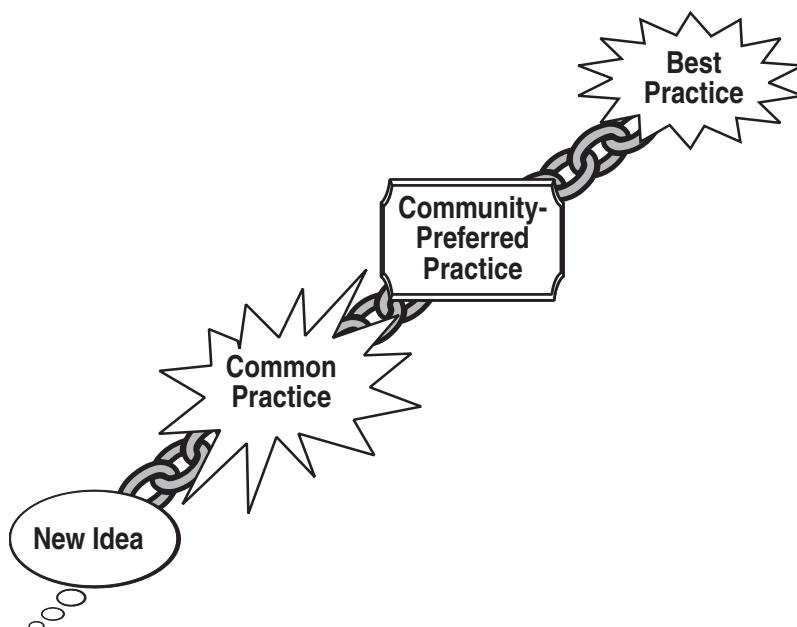 Best
Practice
Community-
Preferred
Practice
Common
Practice
New Idea